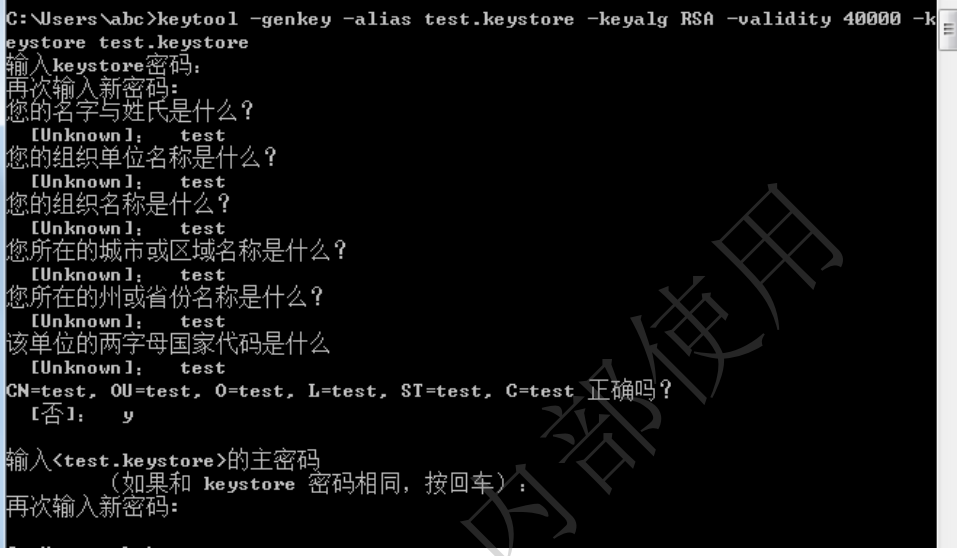 C:\Users\abc>keytool -genkey -alias test.keystore -keyalg RSA -validity 40000 -k
eystore test.keystore
输入keystore密码:
再次输入新密码:
您的名字与姓氏是什么?
[Unknown]: test
您的组织单位名称是什么?
[Unknown]: test
您的组织名称是什么?
[Unknown]: test
您所在的城市或区域名称是什么?
[Unknown]: test
您所在的州或省份名称是什么?
[Unknown]: test
该单位的两字母国家代码是什么
[Unknown]: test
CN=test, OU=test, O=test, L=test, ST=test, C=test 正确吗?
[否]: y
输入<test.keystore>的主密码
(如果和 keystore 密码相同,按回车):
再次输入新密码:
内部使用